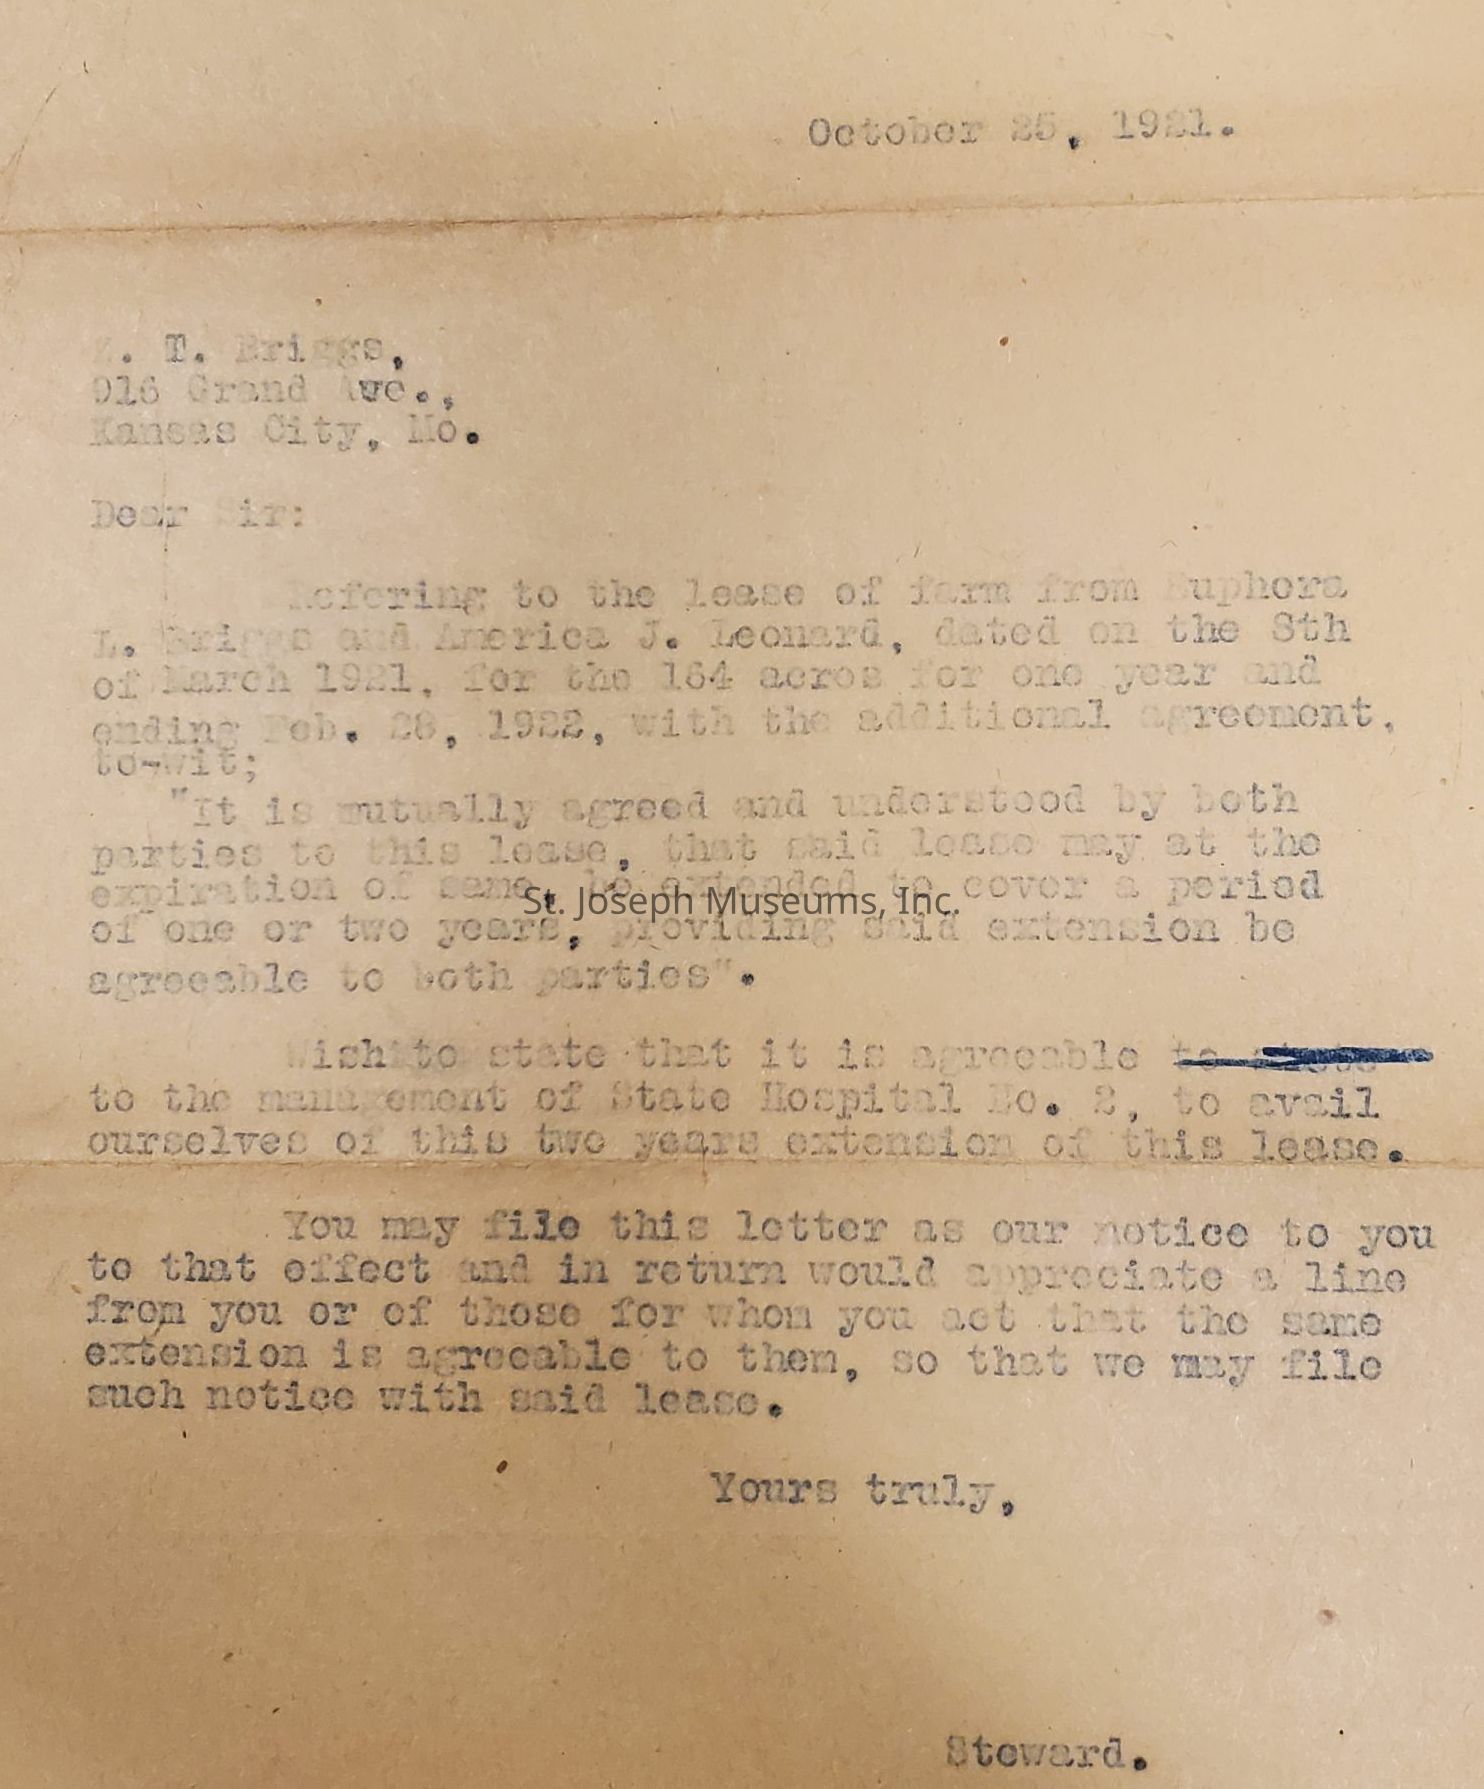 October 25, 1921.
. T. Briggs,
916 Grand Ave.,
Kansas City, Mo.
Dear Sir:
Refering to the lease of farm from Euphora
L. Briggs and America J. Leonard, dated on the 8th
of March 1921, for the 164 acres for one year and
ending Feb. 28, 1922, with the additional agreement,
to-wit;
"It is mutually agreed and understood by both
parties to this lease, that said lease may at the
expiration of same, be extended to cover a period
St. Joseph Museums, Inc.
of one or two years, providing said extension be
agreeable to both parties".
Wish to state that it is agreeable to
to the management of State Hospital No. 2, to avail
ourselves of this two years extension of this lease.
You may file this letter as our notice to you
to that effect and in return would appreciate a line
from you or of those for whom you act that the same
extension is agreeable to them, so that we may file
such notice with said lease.
Yours truly,
Steward.